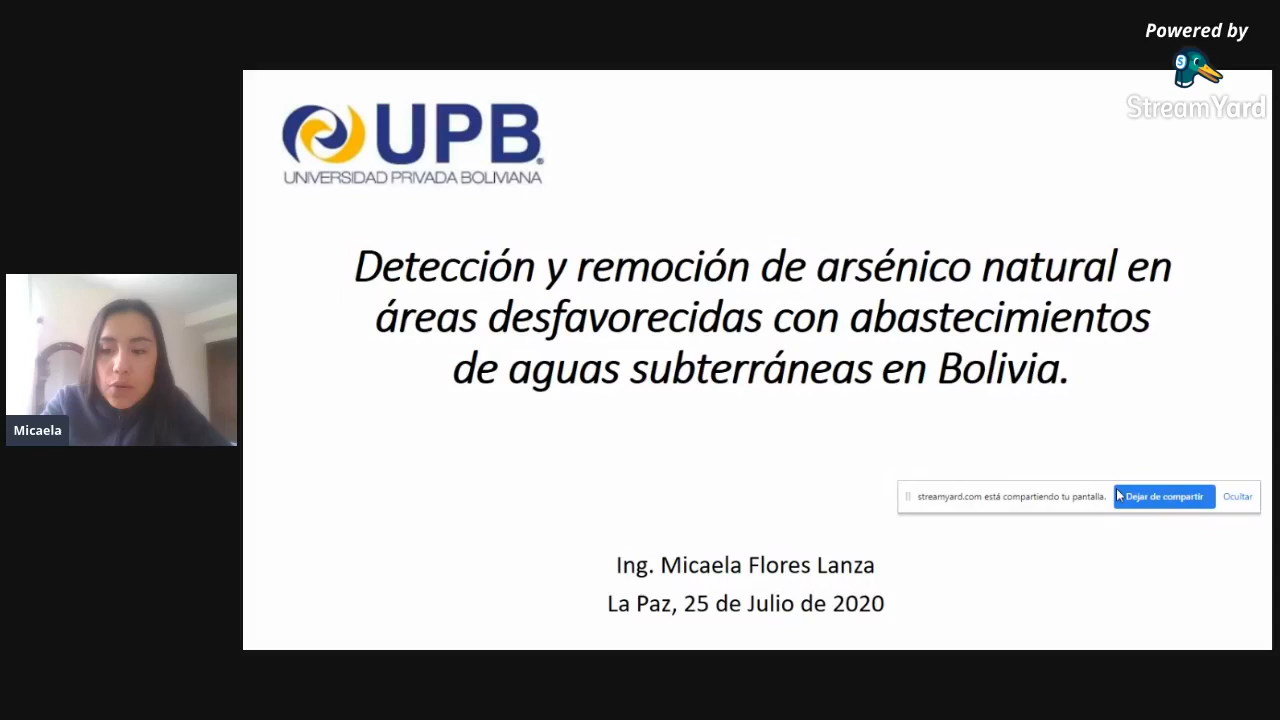 Powered by
StreamYard
UPB
UNIVERSIDAD PRIVADA BOLIVIANA
Detección y remoción de arsénico natural en
áreas desfavorecidas con abastecimientos
de aguas subterráneas en Bolivia.
Micaela
streamyard.com está compartiendo tu pantalla. Dejar de compartir Ocultar
Ing. Micaela Flores Lanza
La Paz, 25 de Julio de 2020